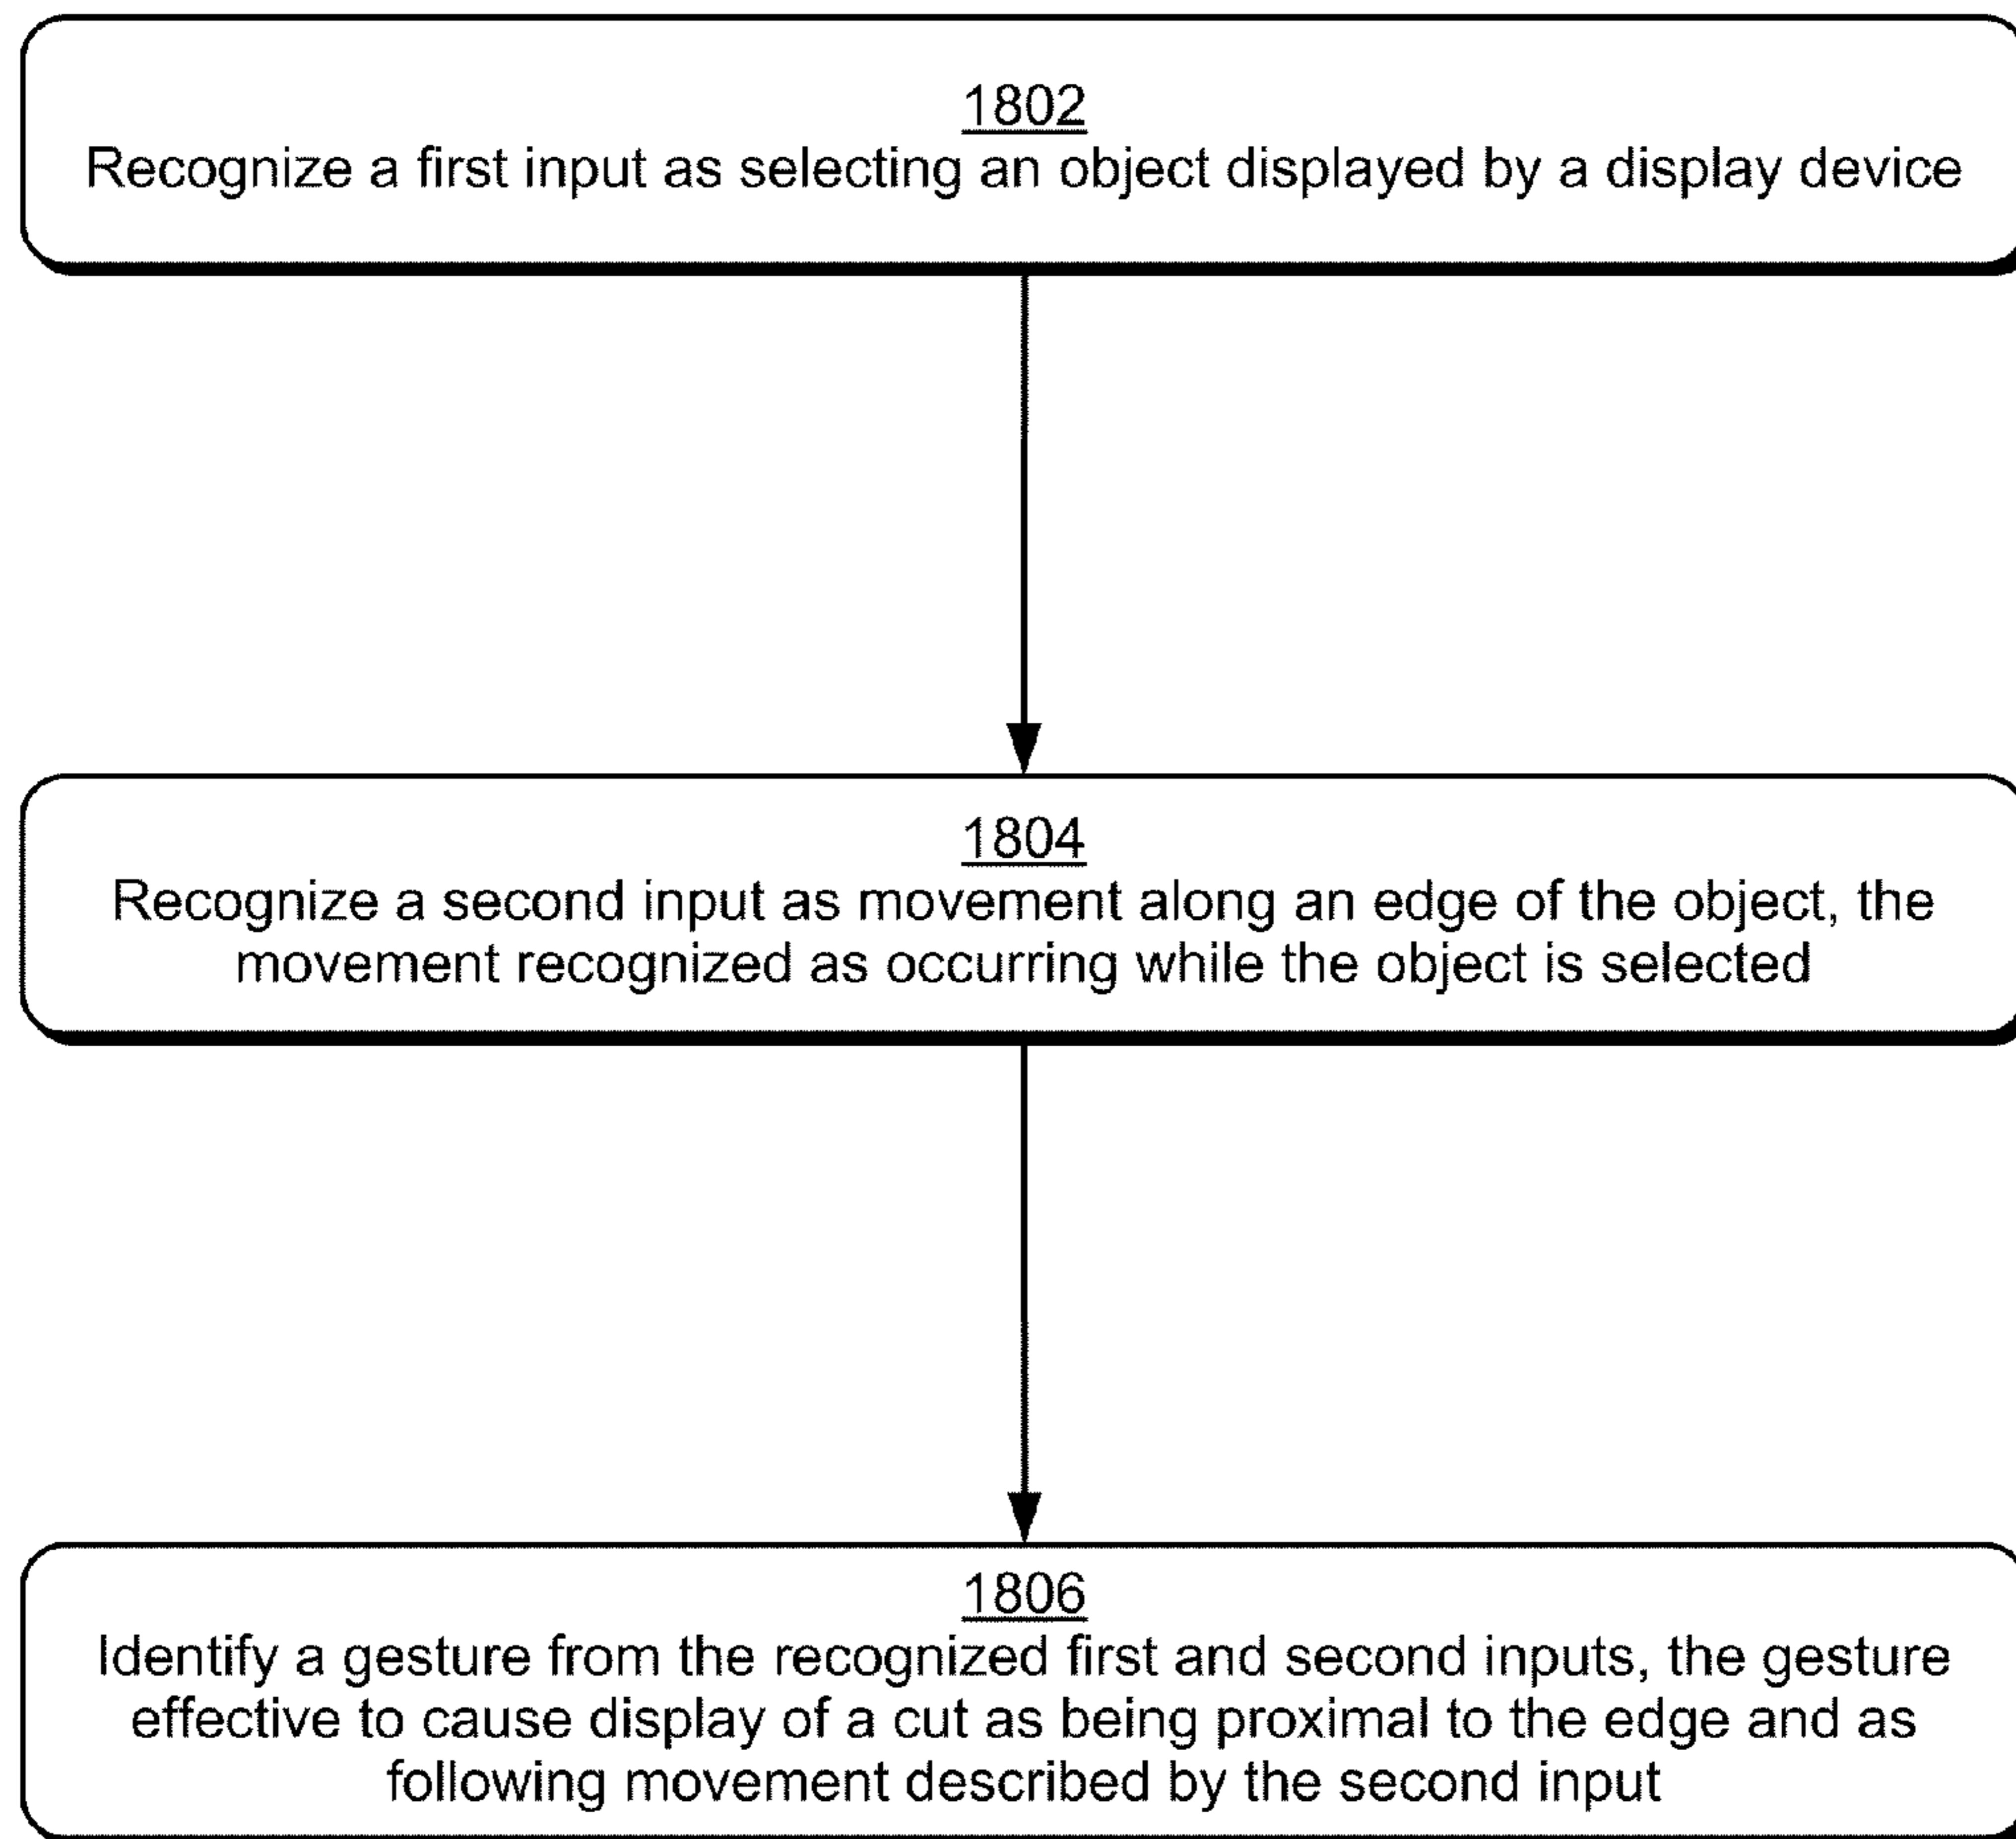 1802
Recognize a first input as selecting an object displayed by a display device
1804
Recognize a second input as movement along an edge of the object, the
movement recognized as occurring while the object is selected
1806
Identify a gesture from the recognized first and second inputs, the gesture
effective to cause display of a cut as being proximal to the edge and as
following movement described by the second input